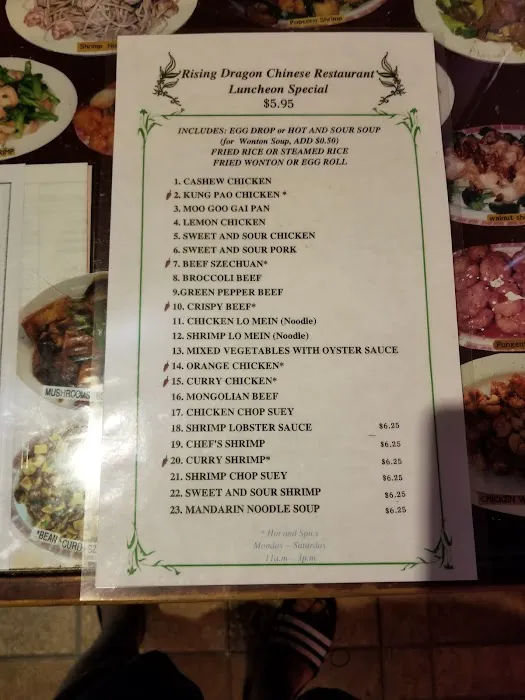 Shrimp
Popcorn Shrimp
Rising Dragon Chinese Restaurant
Luncheon Special
$5.95
INCLUDES: EGG DROP or HOT AND SOUR SOUP
(for Wonton Soup, ADD $0.50)
FRIED RICE OR STEAMED RICE
FRIED WONTON OR EGG ROLL
1. CASHEW CHICKEN
2. KUNG PAO CHICKEN *
3. MOO GOO GAI PAN
4. LEMON CHICKEN
5. SWEET AND SOUR CHICKEN
6. SWEET AND SOUR PORK
7. BEEF SZECHUAN*
8. BROCCOLI BEEF
9.GREEN PEPPER BEEF
10. CRISPY BEEF*
11. CHICKEN LO MEIN (Noodle)
12. SHRIMP LO MEIN (Noodle)
13. MIXED VEGETABLES WITH OYSTER SAUCE
14. ORANGE CHICKEN*
15. CURRY CHICKEN*
16. MONGOLIAN BEEF
17. CHICKEN CHOP SUEY
18. SHRIMP LOBSTER SAUCE $6.25
19. CHEF'S SHRIMP $6.25
20. CURRY SHRIMP* $6.25
21. SHRIMP CHOP SUEY $6.25
22. SWEET AND SOUR SHRIMP $6.25
23. MANDARIN NOODLE SOUP $6.25
* Hot and Spicy
Monday – Saturday
11a.m – 3p.m
MUSHROOMS
*BEAN CURD
walnut
CHICKEN